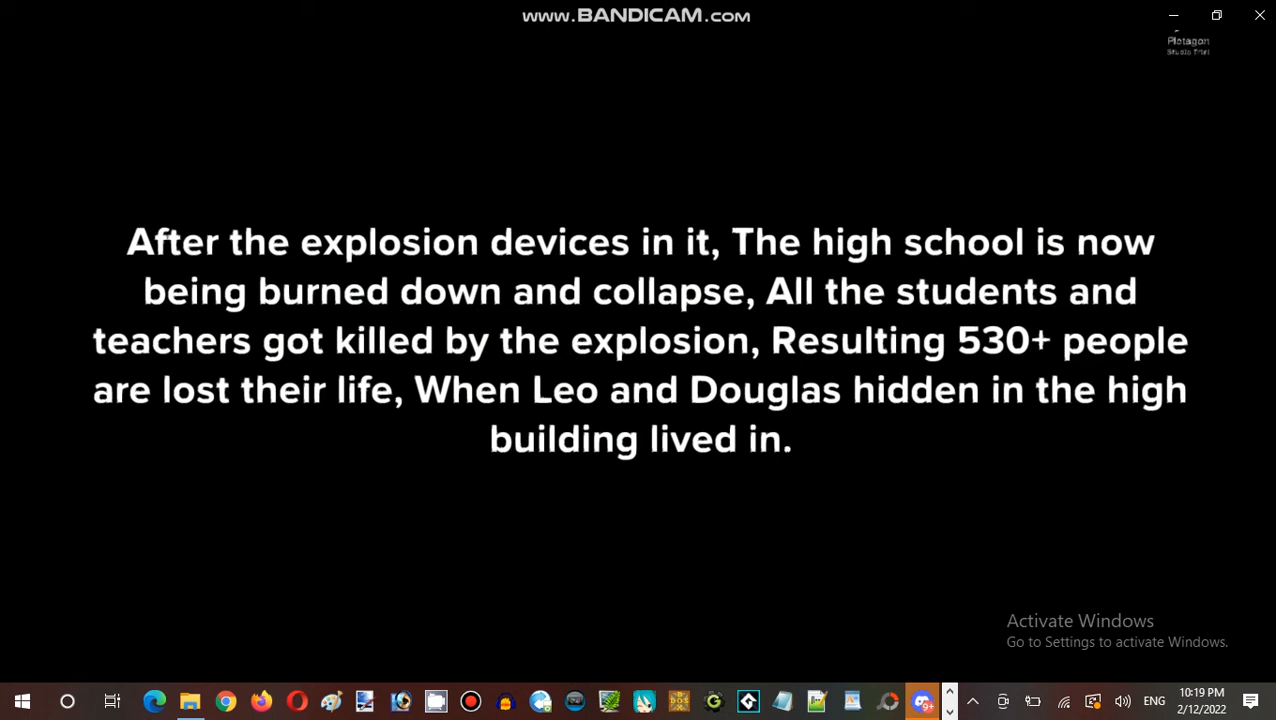 www.BANDICAM.com
Plotagon
Studio Trial
After the explosion devices in it, The high school is now
being burned down and collapse, All the students and
teachers got killed by the explosion, Resulting 530+ people
are lost their life, When Leo and Douglas hidden in the high
building lived in.
Activate Windows
Go to Settings to activate Windows.
9+
ENG
10:19 PM
2/12/2022